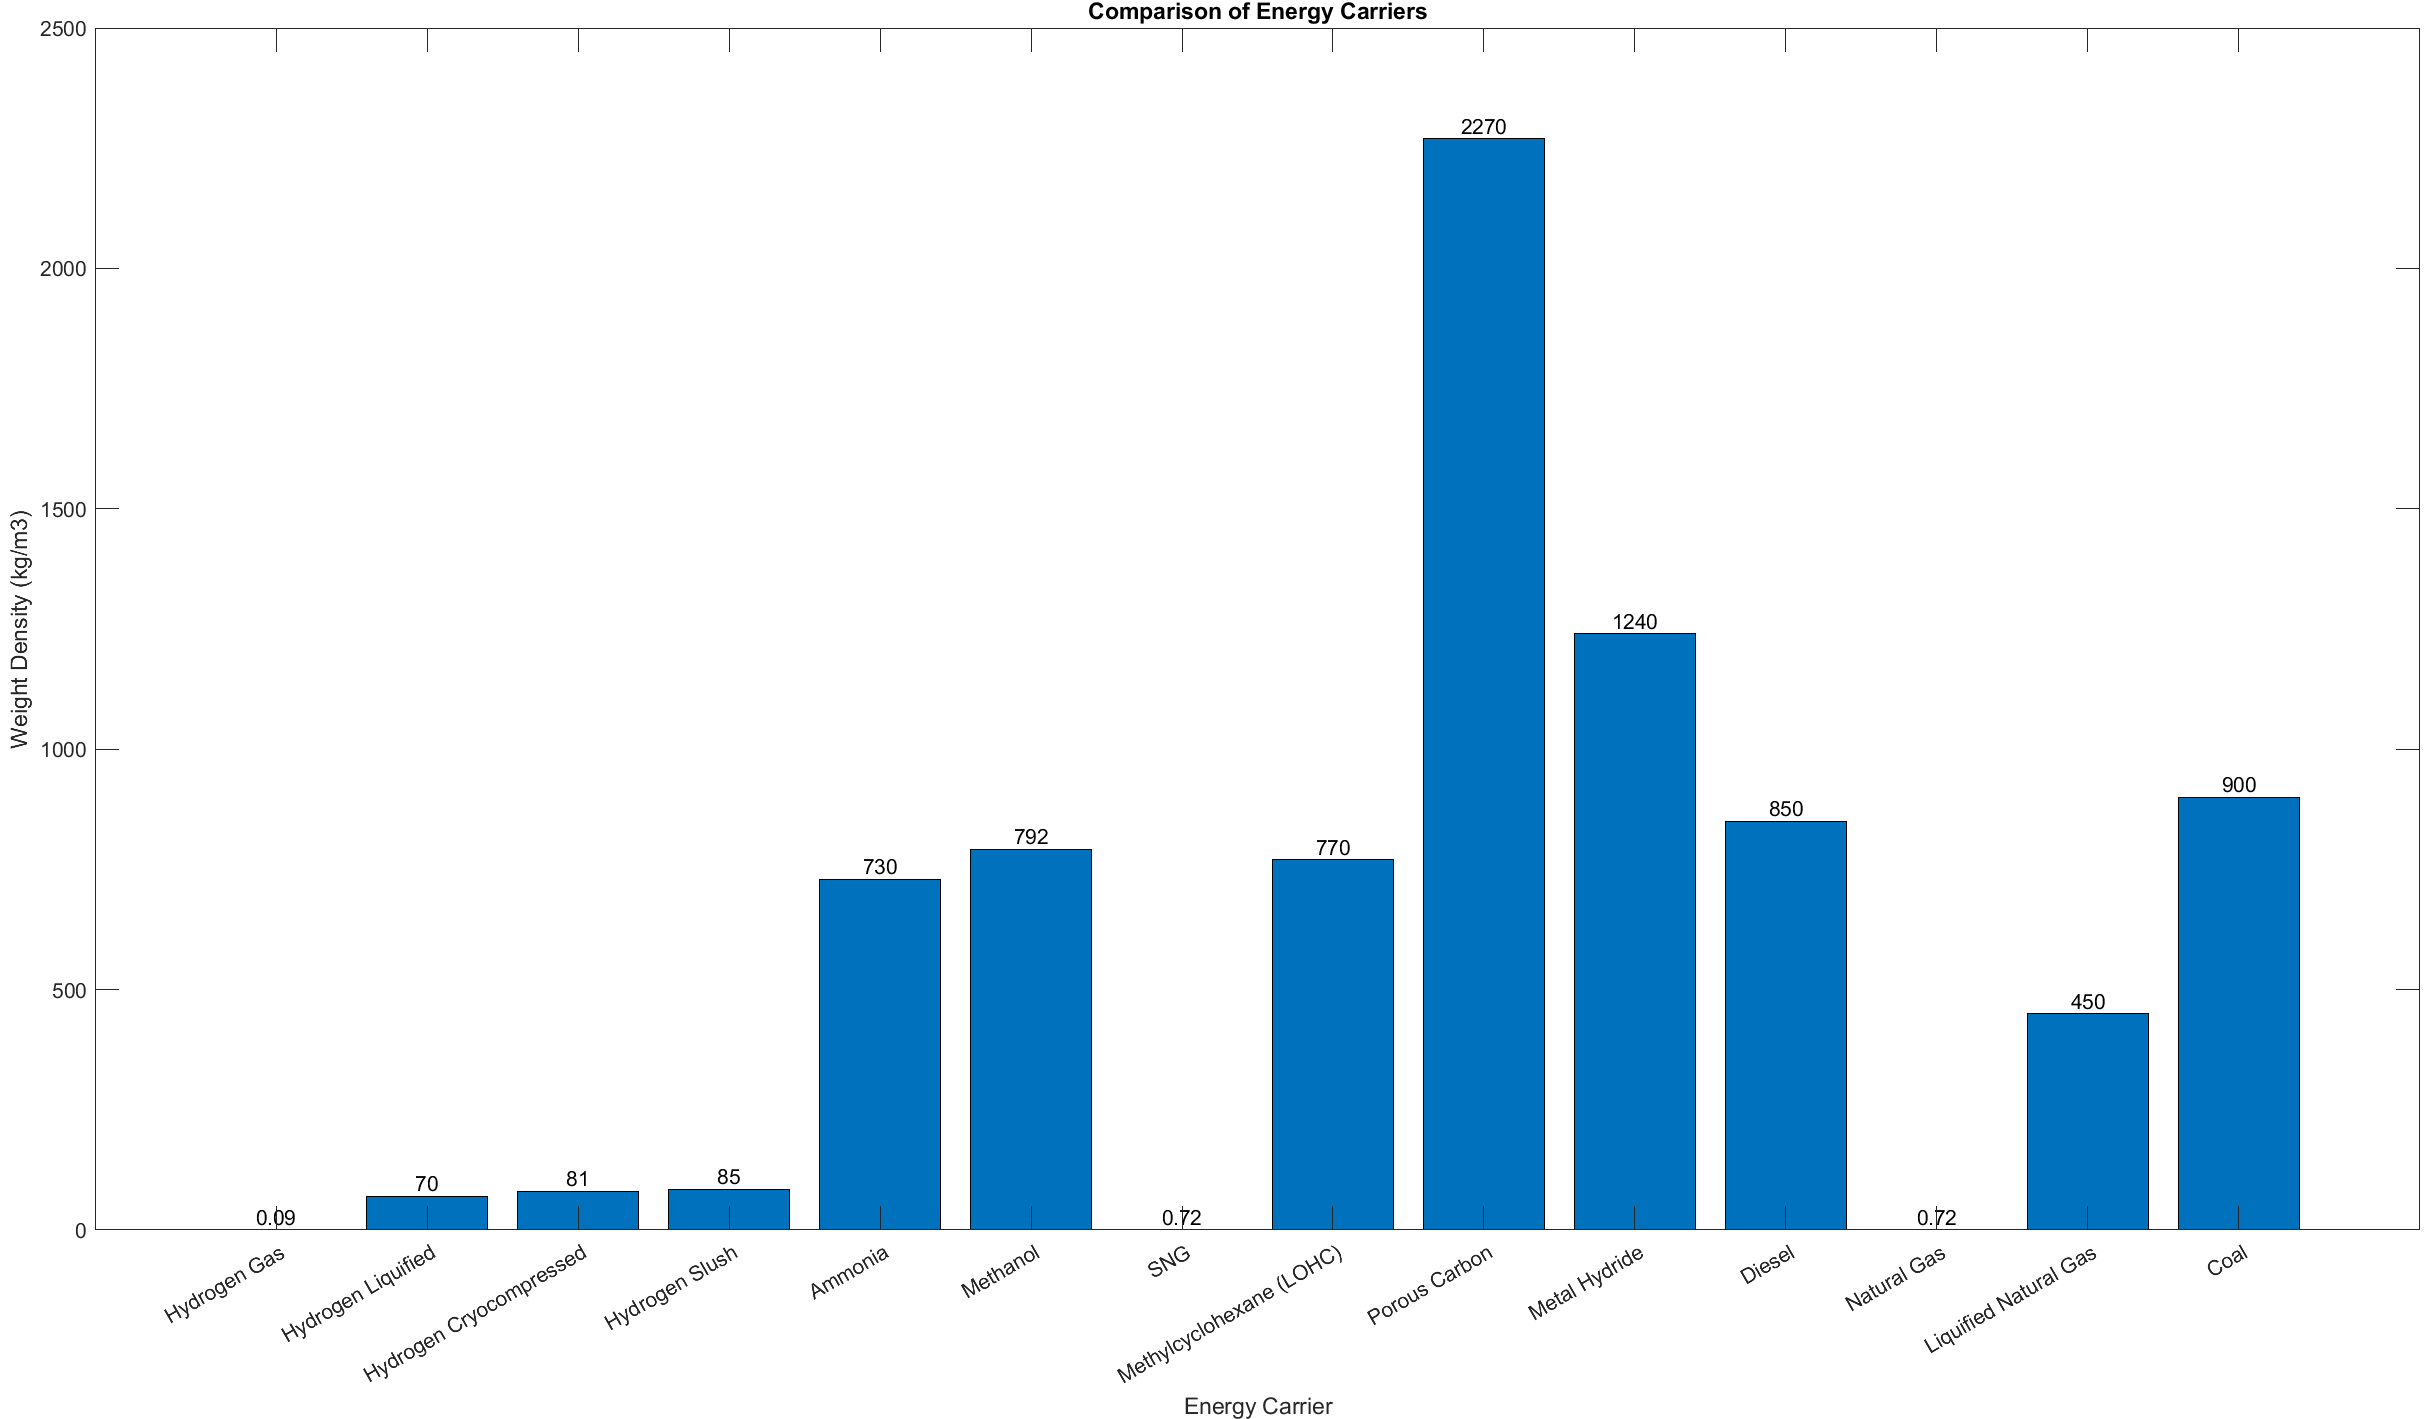 Comparison of Energy Carriers
Weight Density (kg/m3)
2500
2000
1500
1000
500
0
0.09
70
81
85
730
792
0.72
770
2270
1240
850
0.72
450
900
Hydrogen Gas
Hydrogen Liquified
Hydrogen Cryocompressed
Hydrogen Slush
Ammonia
Methanol
SNG
Methylcyclohexane (LOHC)
Porous Carbon
Metal Hydride
Diesel
Natural Gas
Liquified Natural Gas
Coal
Energy Carrier